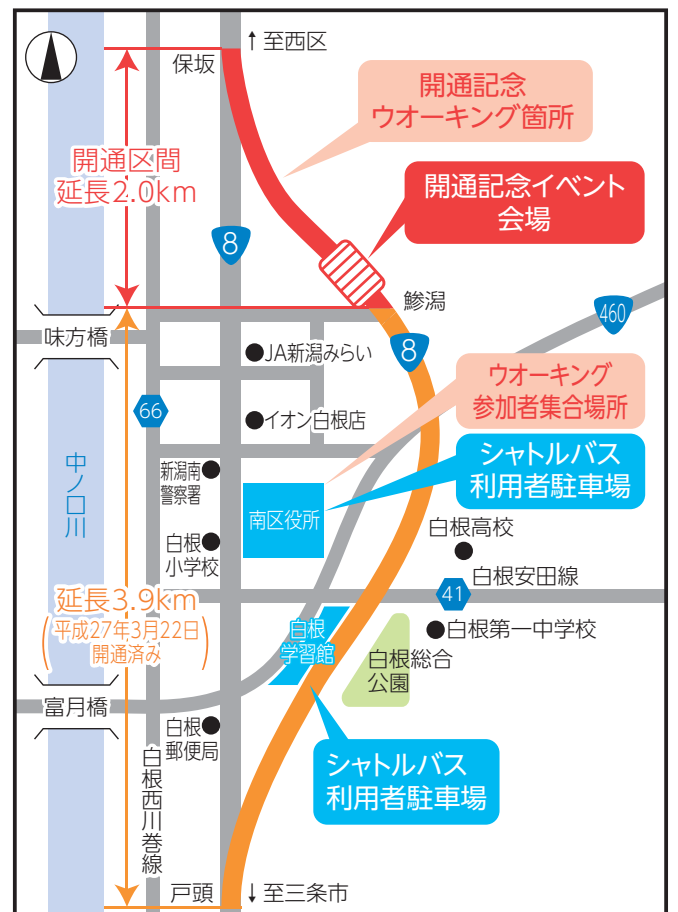 ↑至西区
保坂
開通記念
ウオーキング箇所
開通区間
延長2.0km
開通記念イベント
会場
8
鯵潟
460
味方橋
8
JA新潟みらい
ウオーキング
参加者集合場所
66
イオン白根店
シャトルバス
利用者駐車場
中ノ口川
新潟南
警察署
南区役所
白根高校
白根
小学校
白根安田線
41
延長3.9km
(平成27年3月22日
開通済み)
白根
学習館
白根第一中学校
白根総合
公園
富月橋
白根
郵便局
シャトルバス
利用者駐車場
白根西川巻線
戸頭
↓至三条市